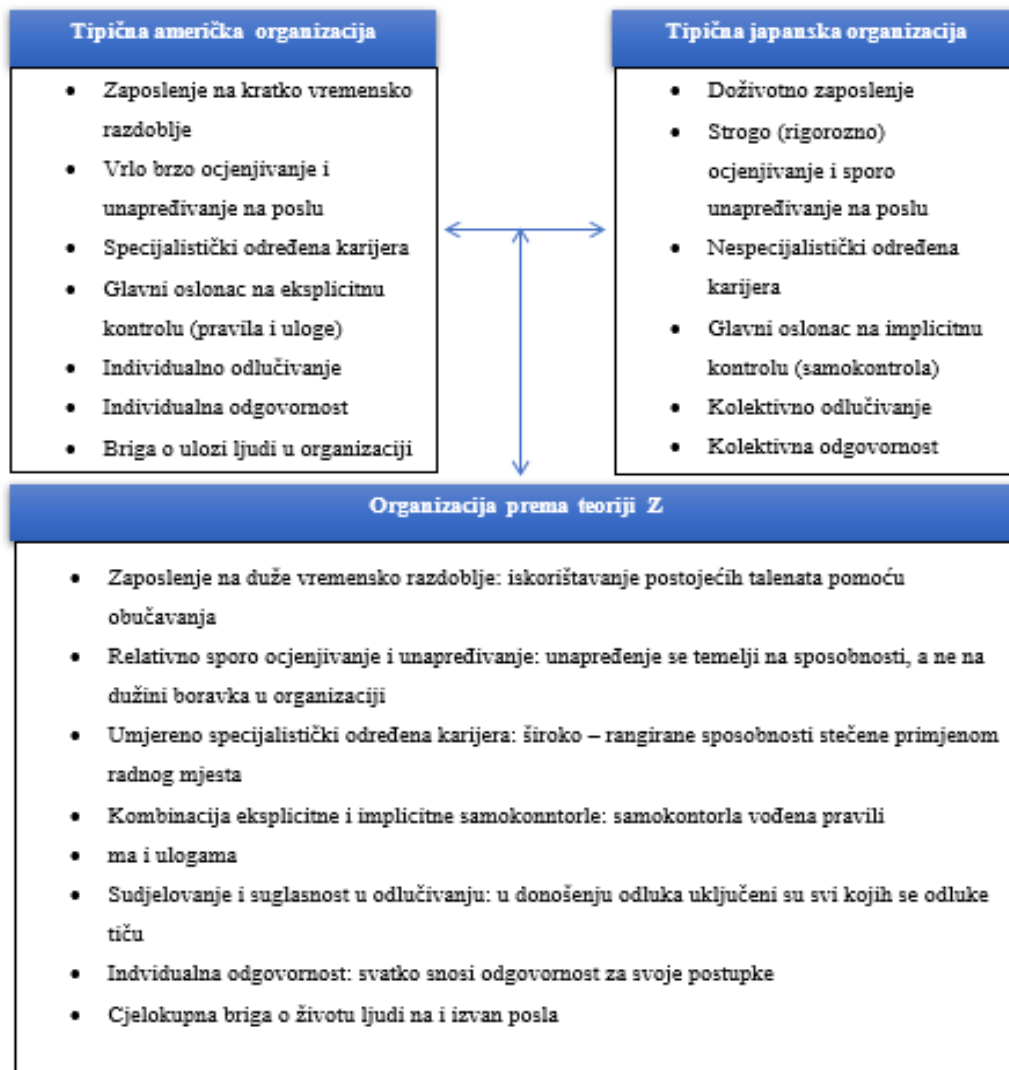 Tipična američka organizacija
• Zaposlenje na kratko vremensko
razdoblje
• Vrlo brzo ocjenjivanje i
unapređivanje na poslu
• Specijalistički određena karijera
• Glavni oslonac na eksplicitnu
kontrolu (pravila i uloge)
• Individualno odlučivanje
• Individualna odgovornost
• Briga o ulozi ljudi u organizaciji
Tipična japanska organizacija
• Doživotno zaposlenje
• Strogo (rigorozno)
ocjenjivanje i sporo
unapređivanje na poslu
• Nespecijalistički određena
karijera
• Glavni oslonac na implicitnu
kontrolu (samokontrola)
• Kolektivno odlučivanje
• Kolektivna odgovornost
Organizacija prema teoriji Z
• Zaposlenje na duže vremensko razdoblje: iskorištavanje postojećih talenata pomoću
obučavanja
• Relativno sporo ocjenjivanje i unapređivanje: unapređenje se temelji na sposobnosti, a ne na
dužini boravka u organizaciji
• Umjereno specijalistički određena karijera: široko – rangirane sposobnosti stečene primjenom
radnog mjesta
• Kombinacija eksplicitne i implicitne samokonntorle: samokontorla vođena pravili
• ma i ulogama
• Sudjelovanje i suglasnost u odlučivanju: u donošenju odluka uključeni su svi kojih se odluke
tiču
• Indvidualna odgovornost: svatko snosi odgovornost za svoje postupke
• Cjelokupna briga o životu ljudi na i izvan posla